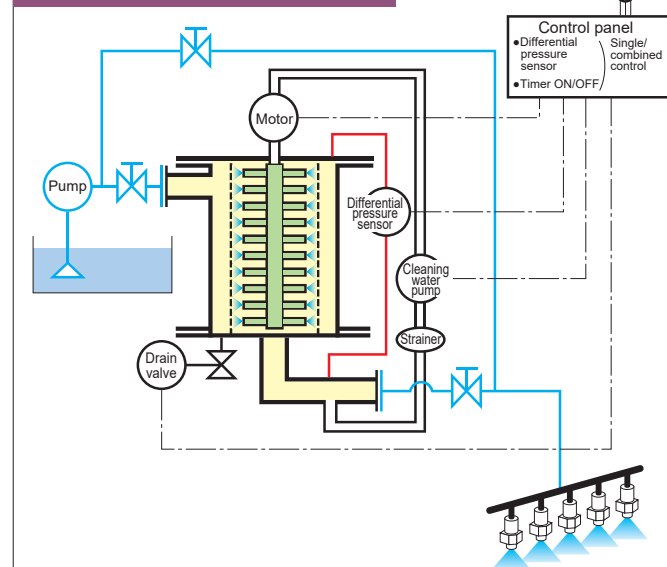 Control panel
●Differential pressure sensor
●Timer ON/OFF
Single/
combined
control
Motor
Pump
Differential
pressure
sensor
Cleaning
water
pump
Strainer
Drain
valve